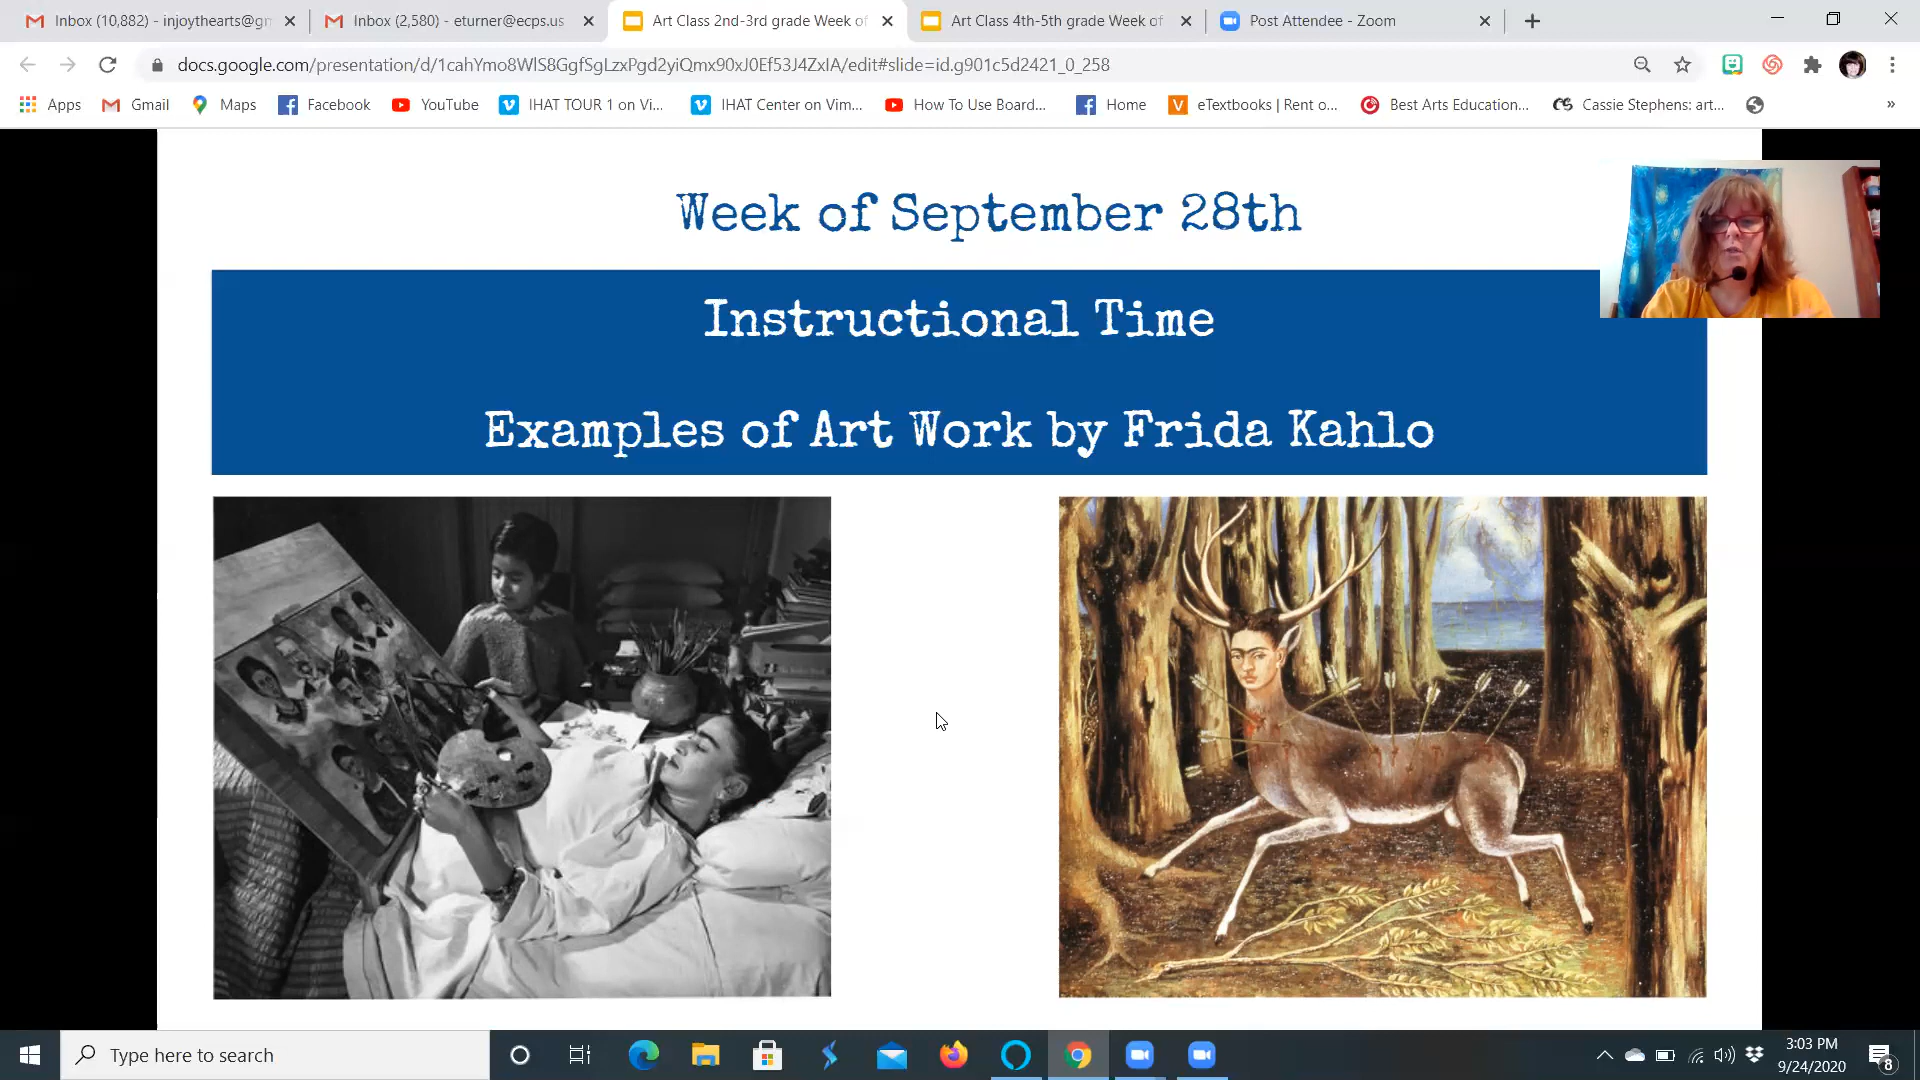 Inbox (10,882) - injoythearts@gm
Inbox (2,580) - eturner@ecps.us
Art Class 2nd-3rd grade Week of
Art Class 4th-5th grade Week of
Post Attendee - Zoom
docs.google.com/presentation/d/1cahYmo8WlS8GgfSgLzxPgd2yiQmx90xJ0Ef53J4ZxIA/edit#slide=id.g901c5d2421_0_258
Apps
Gmail
Maps
Facebook
YouTube
IHAT TOUR 1 on Vi...
IHAT Center on Vim...
How To Use Board...
Home
eTextbooks | Rent o...
Best Arts Education...
Cassie Stephens: art...
Week of September 28th
Instructional Time
Examples of Art Work by Frida Kahlo
Type here to search
3:03 PM
9/24/2020
8